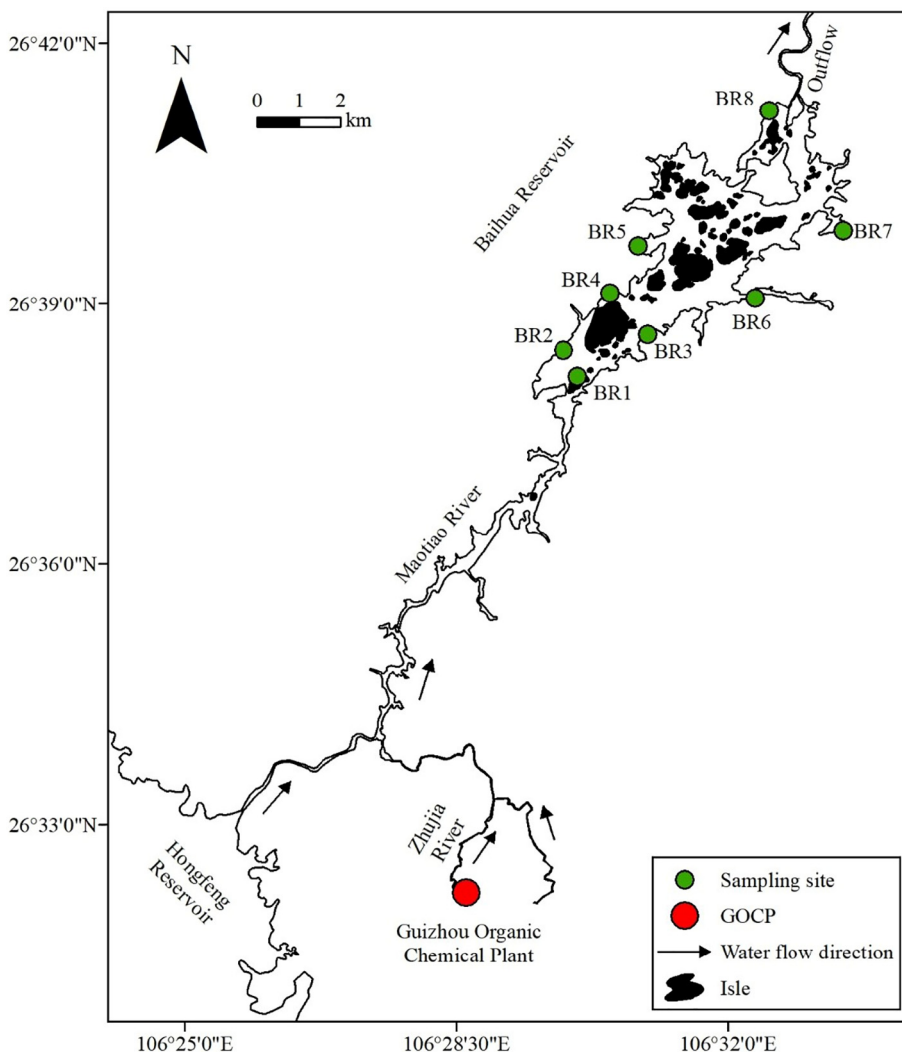 26°42'0"N
26°39'0"N
26°36'0"N
26°33'0"N
N
0 1 2
km
Outflow
BR8
Baihua Reservoir
BR5
BR7
BR4
BR6
BR2
BR3
BR1
Maotiao River
Zhujia
River
Hongfeng
Reservoir
Guizhou Organic
Chemical Plant
Sampling site
GOCP
Water flow direction
Isle
106°25'0"E
106°28'30"E
106°32'0"E